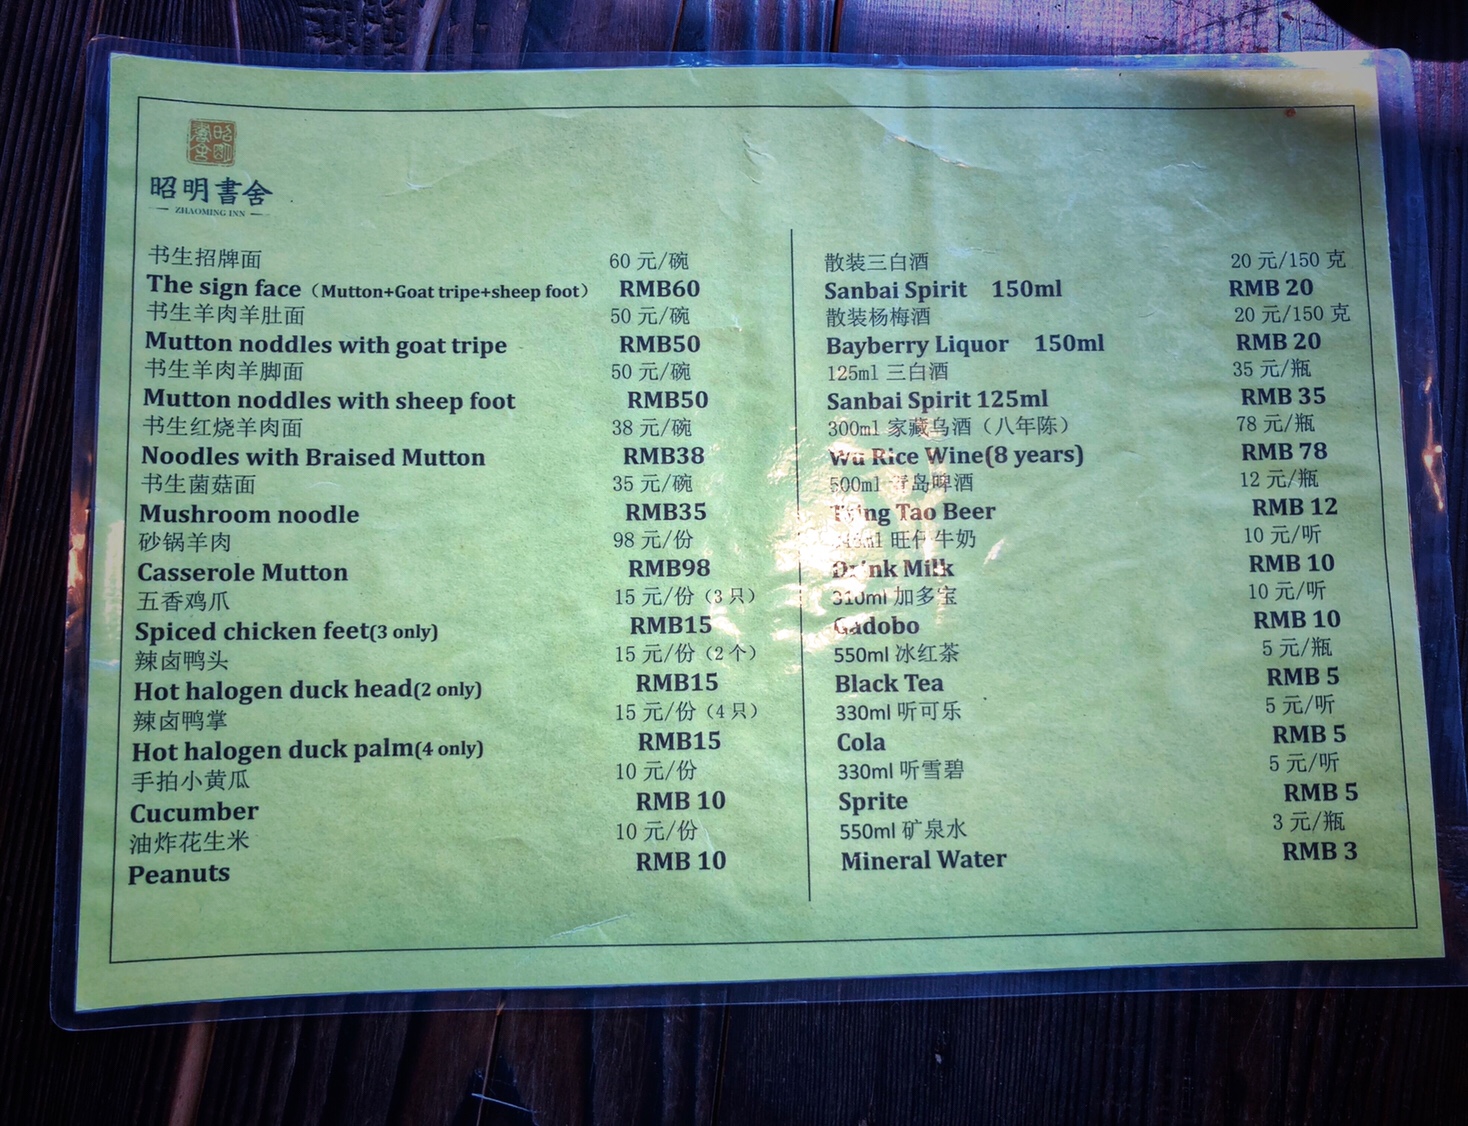 昭明書舍
昭明書舍
ZHAOMING INN
书生招牌面 60 元/碗
The sign face（Mutton+Goat tripe+sheep foot） RMB60
书生羊肉羊肚面 50 元/碗
Mutton noddles with goat tripe RMB50
书生羊肉羊脚面 50 元/碗
Mutton noddles with sheep foot RMB50
书生红烧羊肉面 38 元/碗
Noodles with Braised Mutton RMB38
书生菌菇面 35 元/碗
Mushroom noodle RMB35
砂锅羊肉 98 元/份
Casserole Mutton RMB98
五香鸡爪 15 元/份（3 只）
Spiced chicken feet(3 only) RMB15
辣卤鸭头 15 元/份（2 个）
Hot halogen duck head(2 only) RMB15
辣卤鸭掌 15 元/份（4 只）
Hot halogen duck palm(4 only) RMB15
手拍小黄瓜 10 元/份
Cucumber RMB 10
油炸花生米 10 元/份
Peanuts RMB 10
散装三白酒 20 元/150 克
Sanbai Spirit 150ml RMB 20
散装杨梅酒 20 元/150 克
Bayberry Liquor 150ml RMB 20
125ml 三白酒 35 元/瓶
Sanbai Spirit 125ml RMB 35
300ml 家藏乌酒（八年陈） 78 元/瓶
Wu Rice Wine(8 years) RMB 78
500ml 青岛啤酒 12 元/瓶
Tsing Tao Beer RMB 12
旺仔牛奶 10 元/听
Drink Milk RMB 10
310ml 加多宝 10 元/听
Gadobo RMB 10
550ml 冰红茶 5 元/瓶
Black Tea RMB 5
330ml 听可乐 5 元/听
Cola RMB 5
330ml 听雪碧 5 元/听
Sprite RMB 5
550ml 矿泉水 3 元/瓶
Mineral Water RMB 3